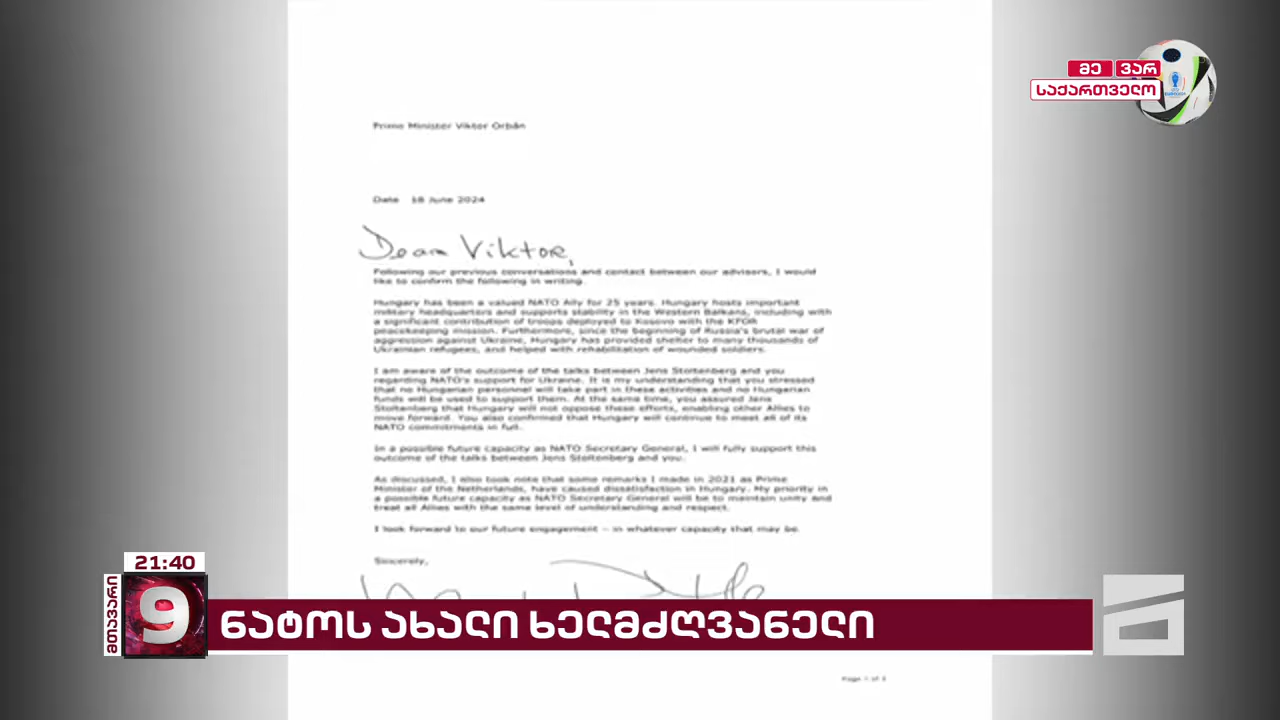 მე ვარ
საქართველო
Prime Minister Viktor Orbán
Date 18 June 2024
Dear Viktor,
Following our previous conversations and contact between our advisors, I would
like to confirm the following in writing.
Hungary has been a valued NATO Ally for 25 years. Hungary hosts important
military headquarters and supports stability in the Western Balkans, including with
a significant contribution of troops deployed to Kosovo with the KFOR
peacekeeping mission. Furthermore, since the beginning of Russia's brutal war of
aggression against Ukraine, Hungary has provided shelter to many thousands of
Ukrainian refugees, and helped with rehabilitation of wounded soldiers.
I am aware of the outcome of the talks between Jens Stoltenberg and you
regarding NATO's support for Ukraine. It is my understanding that you stressed
that no Hungarian personnel will take part in these activities and no Hungarian
funds will be used to support them. At the same time, you assured Jens
Stoltenberg that Hungary will not oppose these efforts, enabling other Allies to
move forward. You also confirmed that Hungary will continue to meet all of its
NATO commitments in full.
In a possible future capacity as NATO Secretary General, I will fully support this
outcome of the talks between Jens Stoltenberg and you.
As discussed, I also took note that some remarks I made in 2021 as Prime
Minister of the Netherlands, have caused dissatisfaction in Hungary. My priority in
a possible future capacity as NATO Secretary General will be to maintain unity and
treat all Allies with the same level of understanding and respect.
I look forward to our future engagement – in whatever capacity that may be.
Sincerely,
21:40
მთავარი
9
ნატოს ახალი ხელმძღვანელი